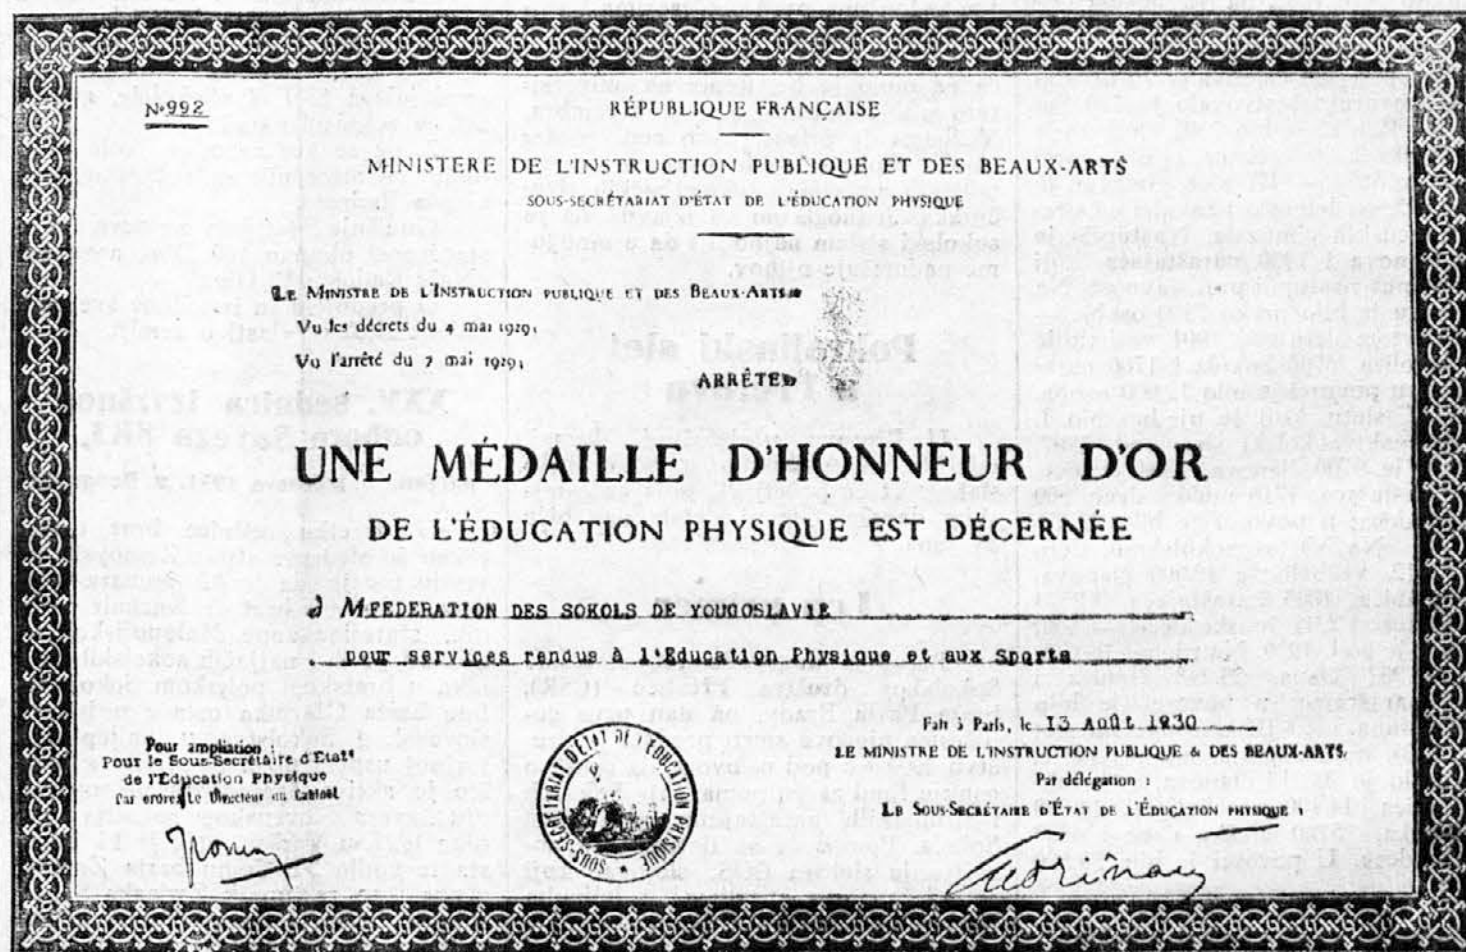 N° 992
RÉPUBLIQUE FRANÇAISE
MINISTERE DE L'INSTRUCTION PUBLIQUE ET DES BEAUX-ARTS
SOUS-SECRÉTARIAT D'ÉTAT DE L'ÉDUCATION PHYSIQUE
LE MINISTRE DE L'INSTRUCTION PUBLIQUE ET DES BEAUX-ARTS
Vu les décrets du 4 mai 1929,
Vu l'arrêté du 7 mai 1929,
ARRÊTE
UNE MÉDAILLE D'HONNEUR D'OR
DE L'ÉDUCATION PHYSIQUE EST DÉCERNÉE
à M. FEDERATION DES SOKOLS DE YOUGOSLAVIE
pour services rendus à l'Education Physique et aux Sports
Fait à Paris, le 13 AOÛT 1930
LE MINISTRE DE L'INSTRUCTION PUBLIQUE & DES BEAUX-ARTS.
Par délégation :
LE SOUS-SECRÉTAIRE D'ÉTAT DE L'ÉDUCATION PHYSIQUE :
Pour ampliation :
Pour le Sous-Secrétaire d'Etat
de l'Éducation Physique
Par ordre, Le Directeur du Cabinet
SOUS-SECRÉTARIAT D'ÉTAT DE L'ÉDUCATION PHYSIQUE